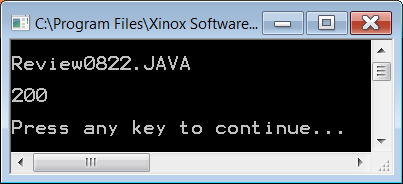 C:\Program Files\Xinox Software...
Review0822.JAVA
200
Press any key to continue...